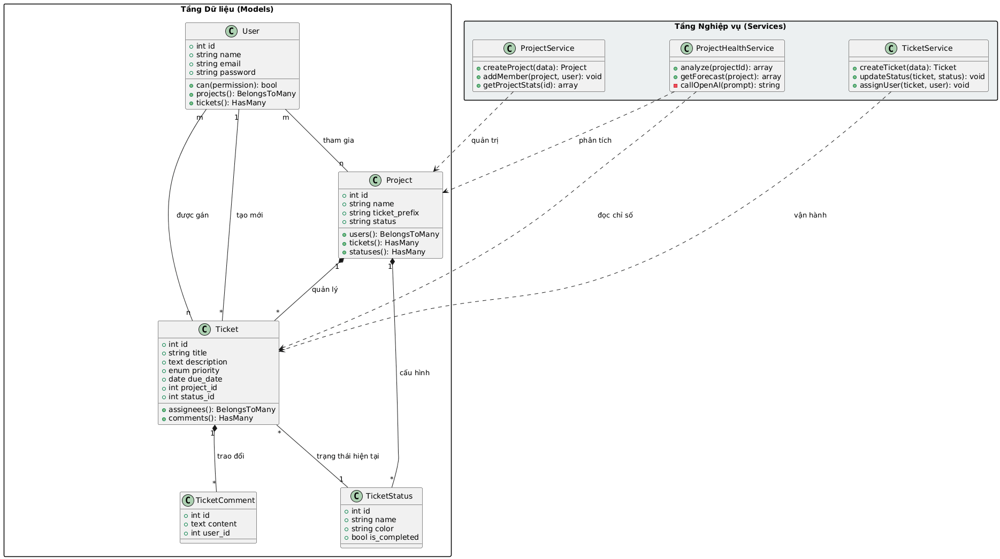 Tầng Dữ liệu (Models)
C User
int id
string name
string email
string password
can(permission): bool
projects(): BelongsToMany
tickets(): HasMany
Tầng Nghiệp vụ (Services)
C ProjectService
createProject(data): Project
addMember(project, user): void
getProjectStats(id): array
C ProjectHealthService
analyze(projectId): array
getForecast(project): array
callOpenAI(prompt): string
C TicketService
createTicket(data): Ticket
updateStatus(ticket, status): void
assignUser(ticket, user): void
m
1
m
tham gia
quản trị
phân tích
n
C Project
int id
string name
string ticket_prefix
string status
users(): BelongsToMany
tickets(): HasMany
statuses(): HasMany
được gán
tạo mới
đọc chỉ số
vận hành
1
1
quản lý
n
*
*
C Ticket
int id
string title
text description
enum priority
date due_date
int project_id
int status_id
assignees(): BelongsToMany
comments(): HasMany
cấu hình
1
*
trao đổi
trạng thái hiện tại
*
1
*
C TicketComment
int id
text content
int user_id
C TicketStatus
int id
string name
string color
bool is_completed